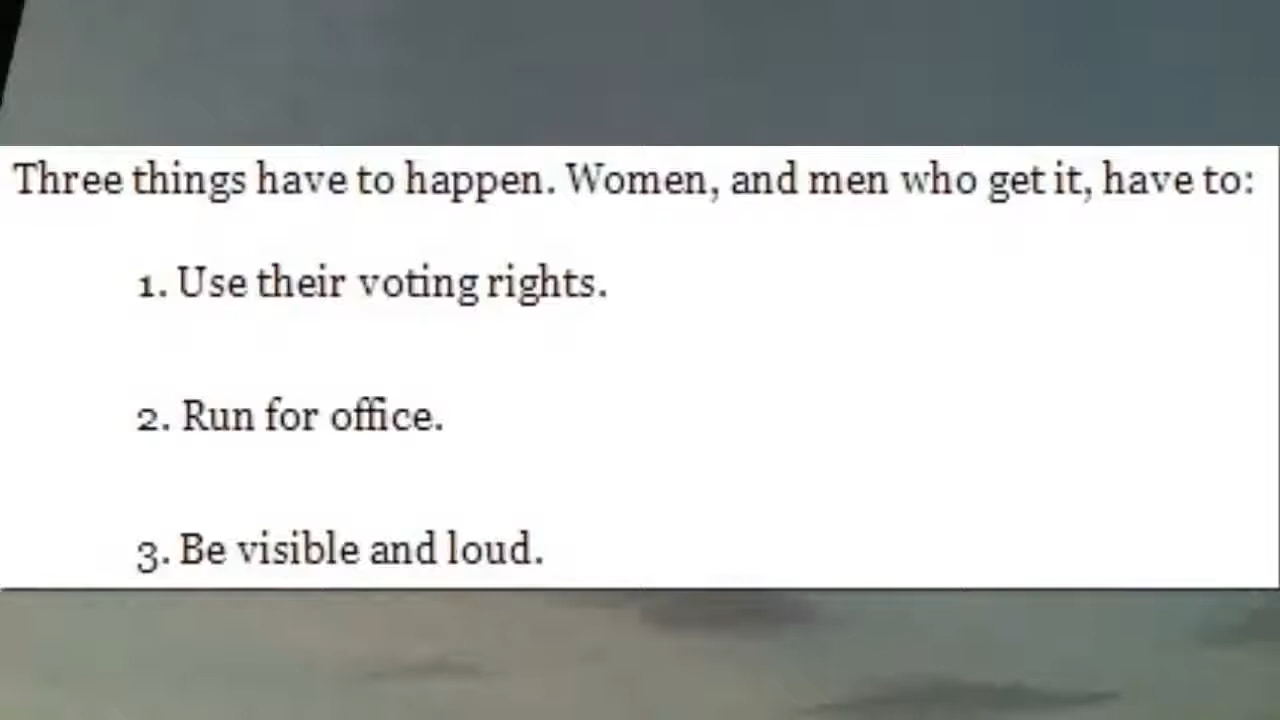 Three things have to happen. Women, and men who get it, have to:
1. Use their voting rights.
2. Run for office.
3. Be visible and loud.